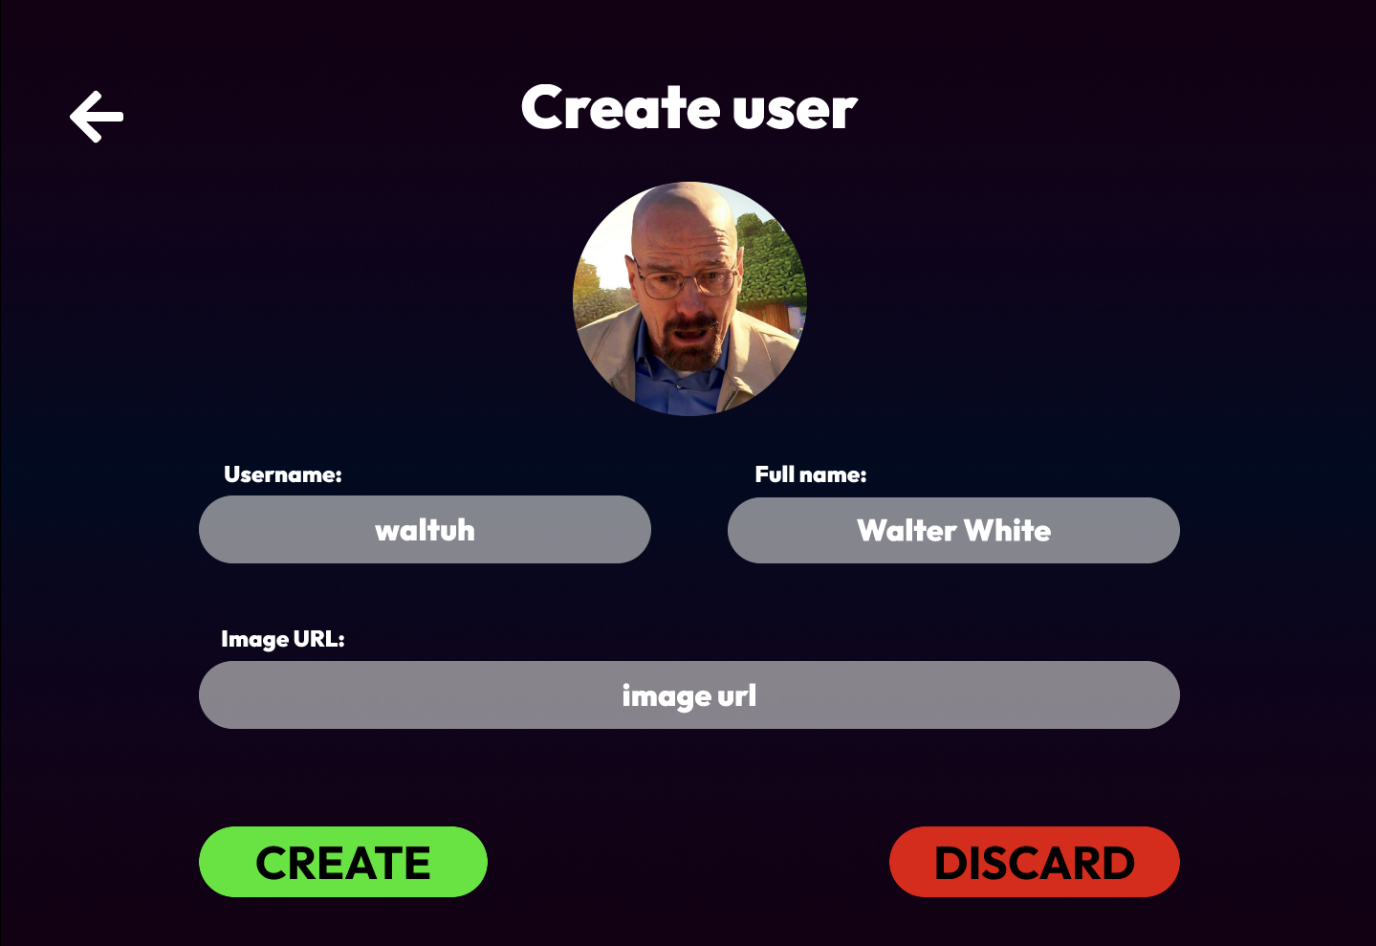 Create user
Username:
Full name:
waltuh
Walter White
Image URL:
image url
CREATE
DISCARD